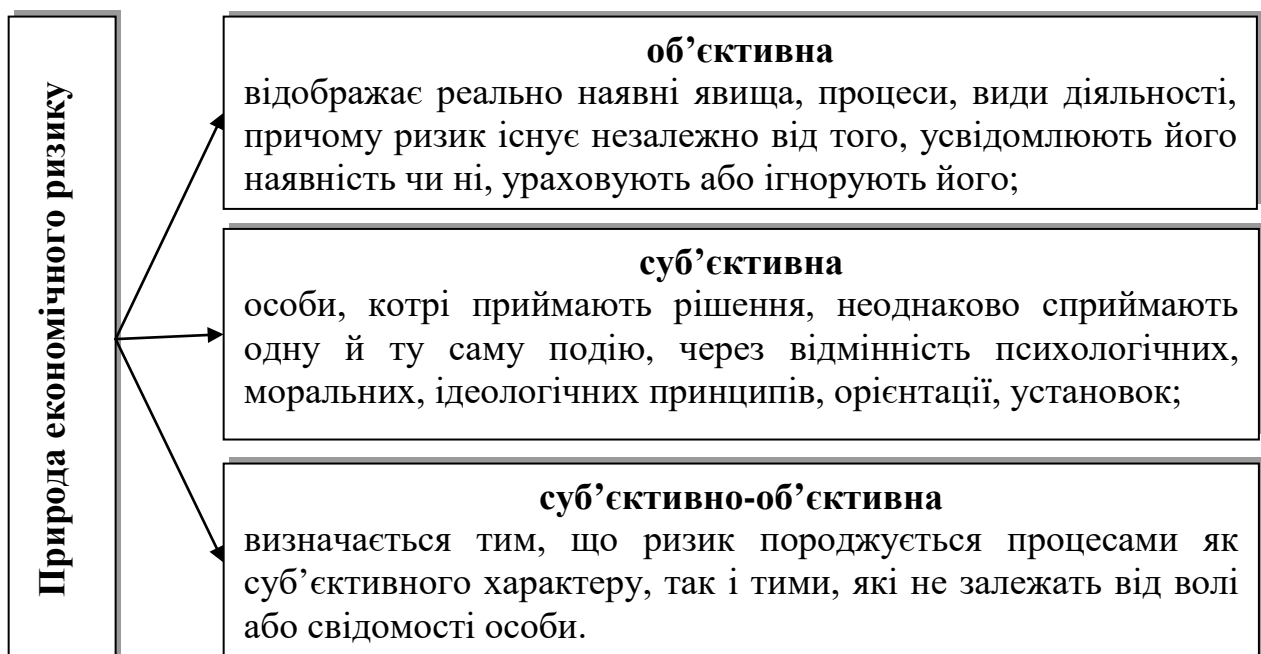 Природа економічного ризику
об’єктивна
відображає реально наявні явища, процеси, види діяльності,
причому ризик існує незалежно від того, усвідомлюють його
наявність чи ні, ураховують або ігнорують його;
суб’єктивна
особи, котрі приймають рішення, неоднаково сприймають
одну й ту саму подію, через відмінність психологічних,
моральних, ідеологічних принципів, орієнтації, установок;
суб’єктивно-об’єктивна
визначається тим, що ризик породжується процесами як
суб’єктивного характеру, так і тими, які не залежать від волі
або свідомості особи.